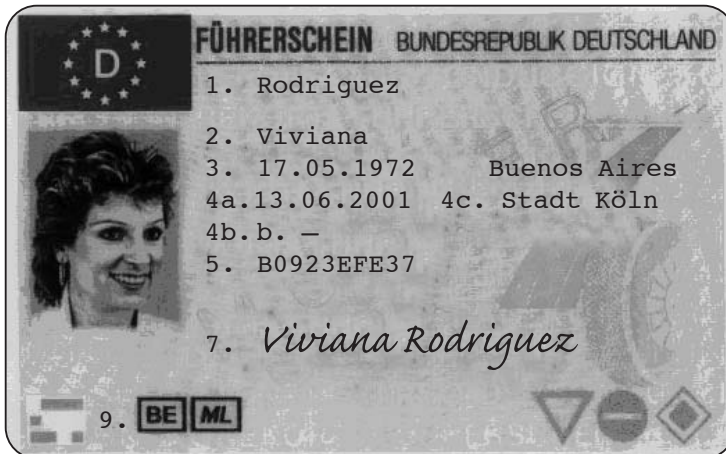 D
FÜHRERSCHEIN BUNDESREPUBLIK DEUTSCHLAND
1. Rodriguez
2. Viviana
3. 17.05.1972 Buenos Aires
4a.13.06.2001 4c. Stadt Köln
4b.b. –
5. B0923EFE37
7. Viviana Rodriguez
9. BE ML